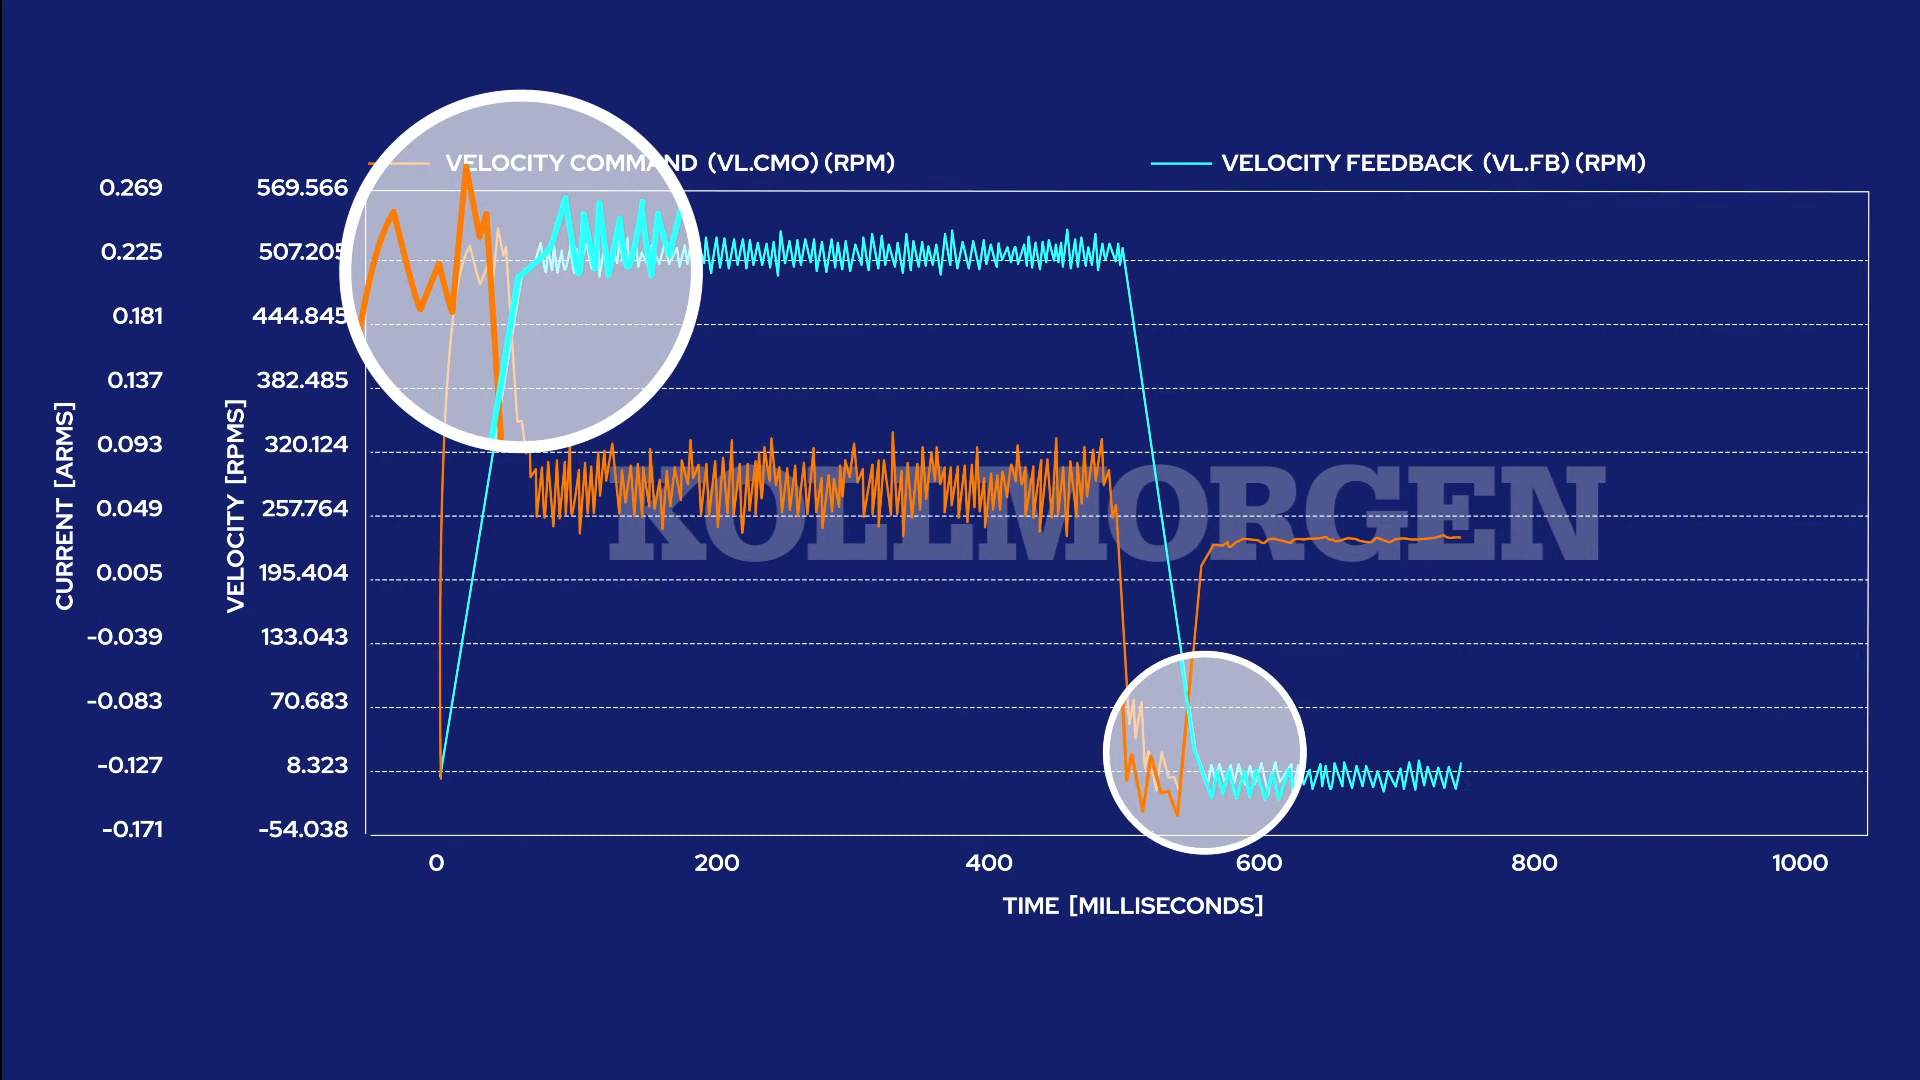 VELOCITY COMMAND (VL.CMO) (RPM)
VELOCITY FEEDBACK (VL.FB) (RPM)
0.269 569.566
0.225 507.205
0.181 444.845
0.137 382.485
0.093 320.124
0.049 257.764
0.005 195.404
-0.039 133.043
-0.083 70.683
-0.127 8.323
-0.171 -54.038
CURRENT [ARMS]
VELOCITY [RPMS]
KOLLMORGEN
0 200 400 600 800 1000
TIME [MILLISECONDS]